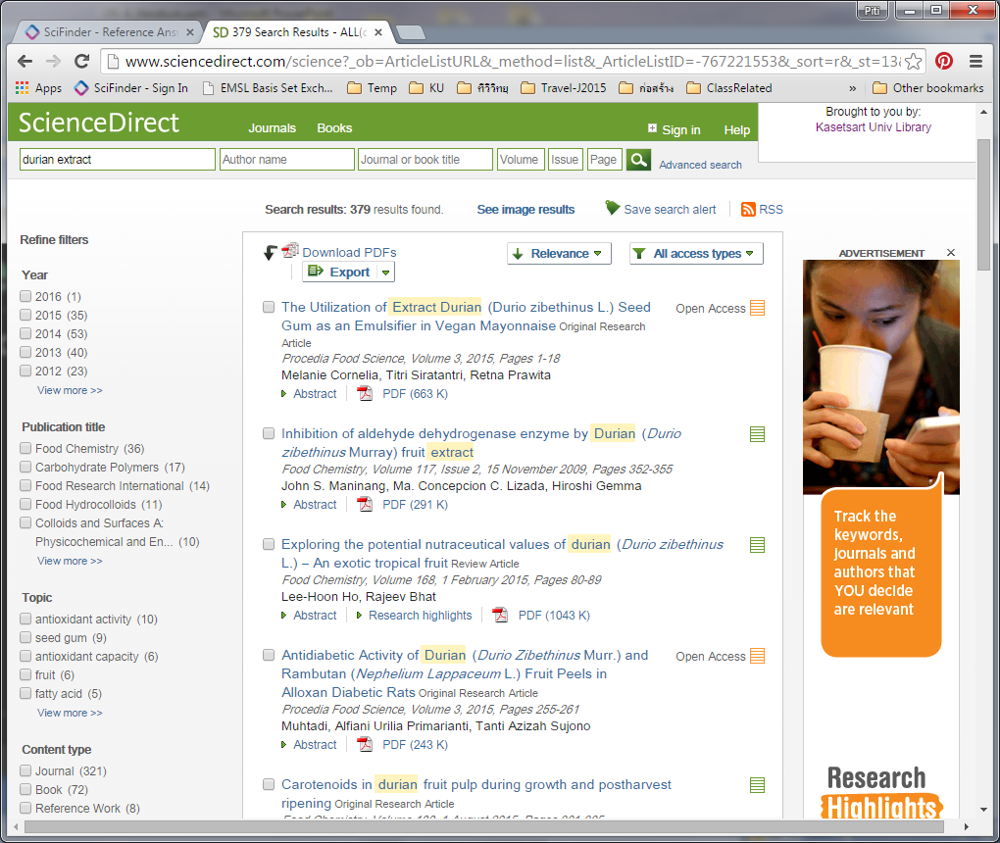 Piti
SciFinder - Reference Answ
SD 379 Search Results - ALL(d
www.sciencedirect.com/science?_ob=ArticleListURL&_method=list&_ArticleListID=-767221553&_sort=r&_st=13&
Apps SciFinder - Sign In EMSL Basis Set Exch... Temp KU กีวิวิทยุ Travel-J2015 ก่อสร้าง ClassRelated » Other bookmarks
ScienceDirect Journals Books Sign in Help
Brought to you by:
Kasetsart Univ Library
durian extract Author name Journal or book title Volume Issue Page Advanced search
Search results: 379 results found. See image results Save search alert RSS
Refine filters
Year
2016 (1)
2015 (35)
2014 (53)
2013 (40)
2012 (23)
View more >>
Publication title
Food Chemistry (36)
Carbohydrate Polymers (17)
Food Research International (14)
Food Hydrocolloids (11)
Colloids and Surfaces A:
Physicochemical and En... (10)
View more >>
Topic
antioxidant activity (10)
seed gum (9)
antioxidant capacity (6)
fruit (6)
fatty acid (5)
View more >>
Content type
Journal (321)
Book (72)
Reference Work (8)
Download PDFs
Export
Relevance
All access types
The Utilization of Extract Durian (Durio zibethinus L.) Seed
Gum as an Emulsifier in Vegan Mayonnaise Original Research
Article
Open Access
Procedia Food Science, Volume 3, 2015, Pages 1-18
Melanie Cornelia, Titri Siratantri, Retna Prawita
Abstract PDF (663 K)
Inhibition of aldehyde dehydrogenase enzyme by Durian (Durio
zibethinus Murray) fruit extract
Food Chemistry, Volume 117, Issue 2, 15 November 2009, Pages 352-355
John S. Maninang, Ma. Concepcion C. Lizada, Hiroshi Gemma
Abstract PDF (291 K)
Exploring the potential nutraceutical values of durian (Durio zibethinus
L.) – An exotic tropical fruit Review Article
Food Chemistry, Volume 168, 1 February 2015, Pages 80-89
Lee-Hoon Ho, Rajeev Bhat
Abstract Research highlights PDF (1043 K)
Antidiabetic Activity of Durian (Durio Zibethinus Murr.) and
Rambutan (Nephelium Lappaceum L.) Fruit Peels in
Alloxan Diabetic Rats Original Research Article
Open Access
Procedia Food Science, Volume 3, 2015, Pages 255-261
Muhtadi, Alfiani Urilia Primarianti, Tanti Azizah Sujono
Abstract PDF (243 K)
Carotenoids in durian fruit pulp during growth and postharvest
ripening Original Research Article
ADVERTISEMENT
Track the
keywords,
journals and
authors that
YOU decide
are relevant
Research
Highlights